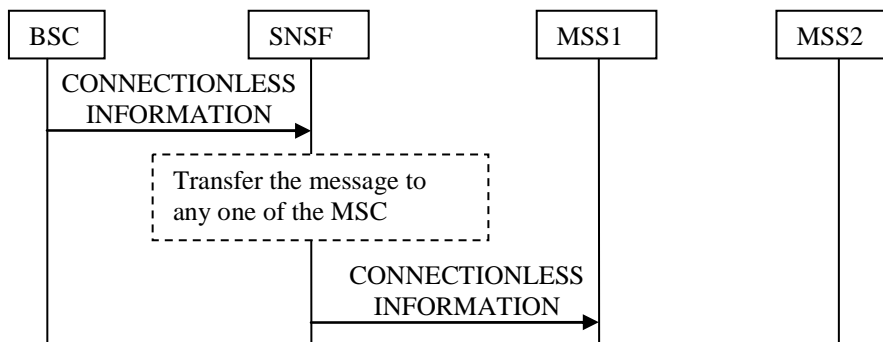 BSC
SNSF
MSS1
MSS2
CONNECTIONLESS
INFORMATION
Transfer the message to
any one of the MSC
CONNECTIONLESS
INFORMATION